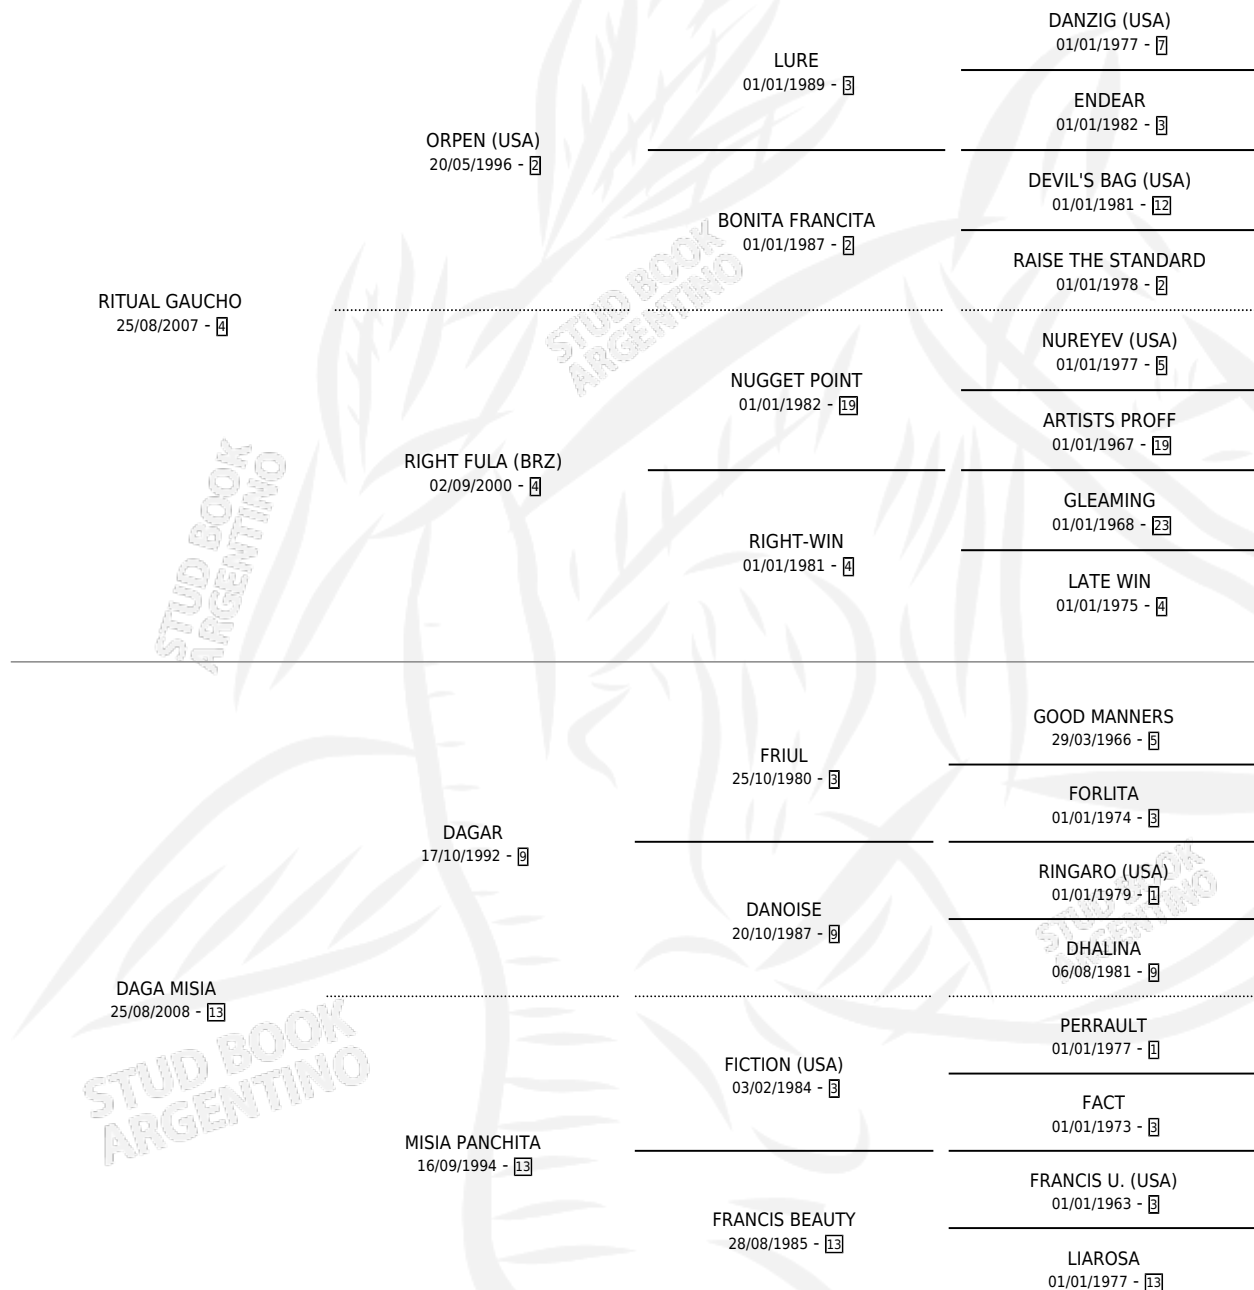 DANZIG (USA)
01/01/1977 - 7
LURE
01/01/1989 - 3
ENDEAR
01/01/1982 - 3
ORPEN (USA)
20/05/1996 - 2
DEVIL'S BAG (USA)
01/01/1981 - 12
BONITA FRANCITA
01/01/1987 - 2
RAISE THE STANDARD
01/01/1978 - 2
RITUAL GAUCHO
25/08/2007 - 4
NUREYEV (USA)
01/01/1977 - 5
NUGGET POINT
01/01/1982 - 19
ARTISTS PROFF
01/01/1967 - 19
RIGHT FULA (BRZ)
02/09/2000 - 4
GLEAMING
01/01/1968 - 23
RIGHT-WIN
01/01/1981 - 4
LATE WIN
01/01/1975 - 4
GOOD MANNERS
29/03/1966 - 5
FRIUL
25/10/1980 - 3
FORLITA
01/01/1974 - 3
DAGAR
17/10/1992 - 9
RINGARO (USA)
01/01/1979 - 1
DANOISE
20/10/1987 - 9
DHALINA
06/08/1981 - 9
DAGA MISIA
25/08/2008 - 13
PERRAULT
01/01/1977 - 1
FICTION (USA)
03/02/1984 - 3
FACT
01/01/1973 - 3
MISIA PANCHITA
16/09/1994 - 13
FRANCIS U. (USA)
01/01/1963 - 3
FRANCIS BEAUTY
28/08/1985 - 13
LIAROSA
01/01/1977 - 13
STUD BOOK
ARGENTINO
STUD BOOK
ARGENTINO
STUD BOOK
ARGENTINO
STUD BOOK
ARGENTINO